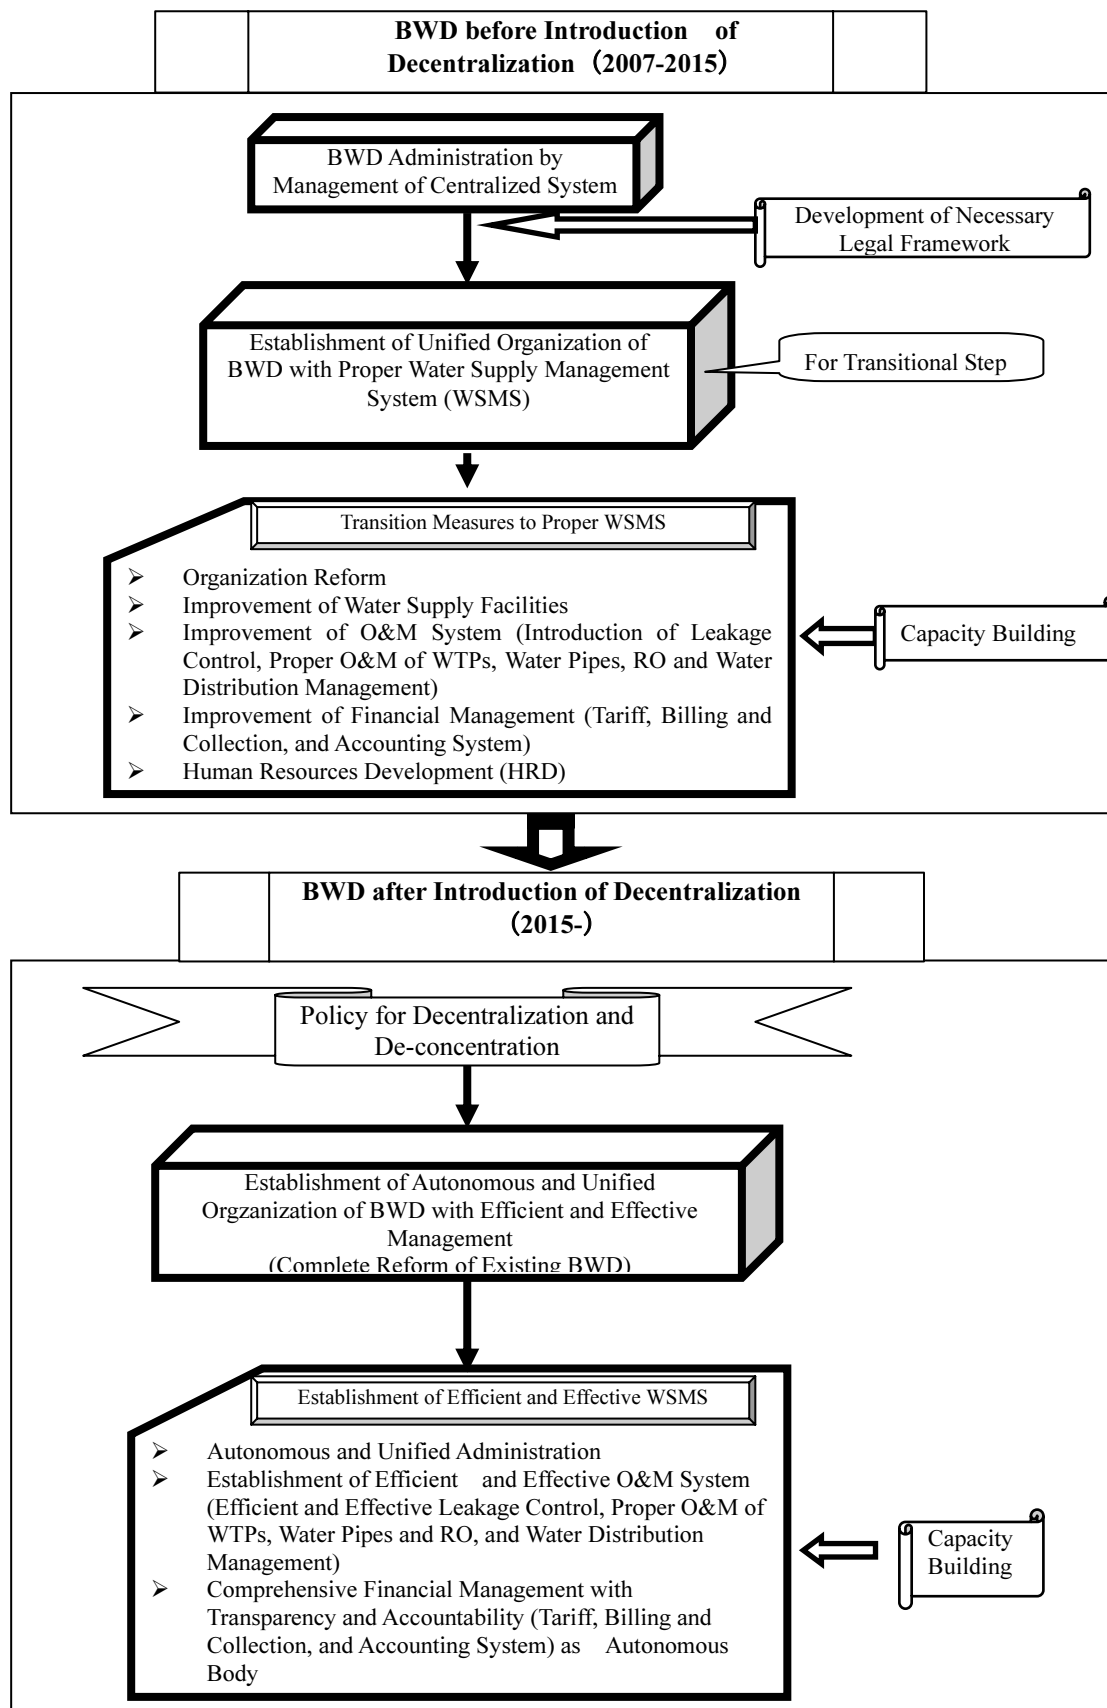 BWD before Introduction of
Decentralization (2007-2015)
BWD Administration by
Management of Centralized System
Development of Necessary
Legal Framework
Establishment of Unified Organization of
BWD with Proper Water Supply Management
System (WSMS)
For Transitional Step
Transition Measures to Proper WSMS
➢ Organization Reform
➢ Improvement of Water Supply Facilities
➢ Improvement of O&M System (Introduction of Leakage
Control, Proper O&M of WTPs, Water Pipes, RO and Water
Distribution Management)
➢ Improvement of Financial Management (Tariff, Billing and
Collection, and Accounting System)
➢ Human Resources Development (HRD)
Capacity Building
BWD after Introduction of Decentralization
(2015-)
Policy for Decentralization and
De-concentration
Establishment of Autonomous and Unified
Orgzanization of BWD with Efficient and Effective
Management
(Complete Reform of Existing BWD)
Establishment of Efficient and Effective WSMS
➢ Autonomous and Unified Administration
➢ Establishment of Efficient and Effective O&M System
(Efficient and Effective Leakage Control, Proper O&M of
WTPs, Water Pipes and RO, and Water Distribution
Management)
➢ Comprehensive Financial Management with
Transparency and Accountability (Tariff, Billing and
Collection, and Accounting System) as Autonomous
Body
Capacity
Building